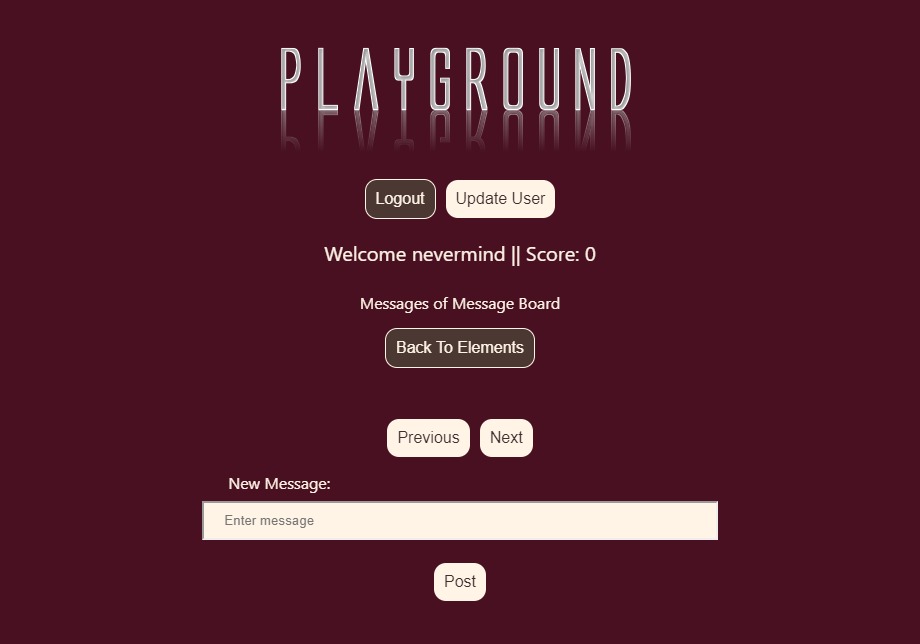 PLAYGROUND
Logout Update User
Welcome nevermind || Score: 0
Messages of Message Board
Back To Elements
Previous Next
New Message:
Enter message
Post